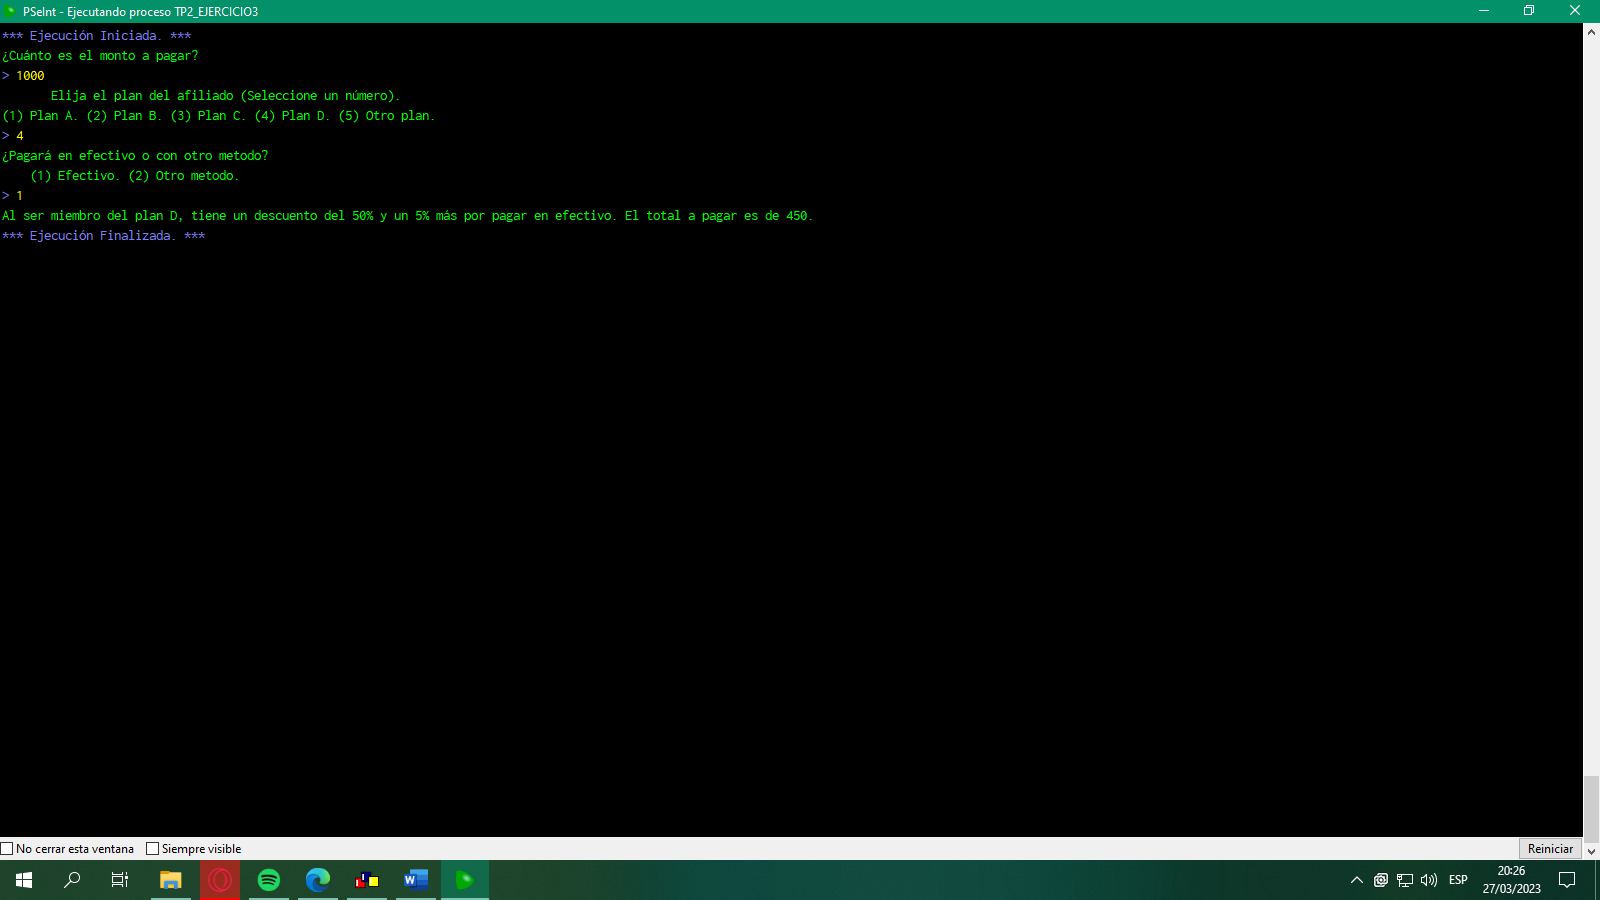 PSeInt - Ejecutando proceso TP2_EJERCICIO3
*** Ejecución Iniciada. ***
¿Cuánto es el monto a pagar?
> 1000
Elija el plan del afiliado (Seleccione un número).
(1) Plan A. (2) Plan B. (3) Plan C. (4) Plan D. (5) Otro plan.
> 4
¿Pagará en efectivo o con otro metodo?
(1) Efectivo. (2) Otro metodo.
> 1
Al ser miembro del plan D, tiene un descuento del 50% y un 5% más por pagar en efectivo. El total a pagar es de 450.
*** Ejecución Finalizada. ***
No cerrar esta ventana
Siempre visible
Reiniciar
W
ESP
20:26
27/03/2023